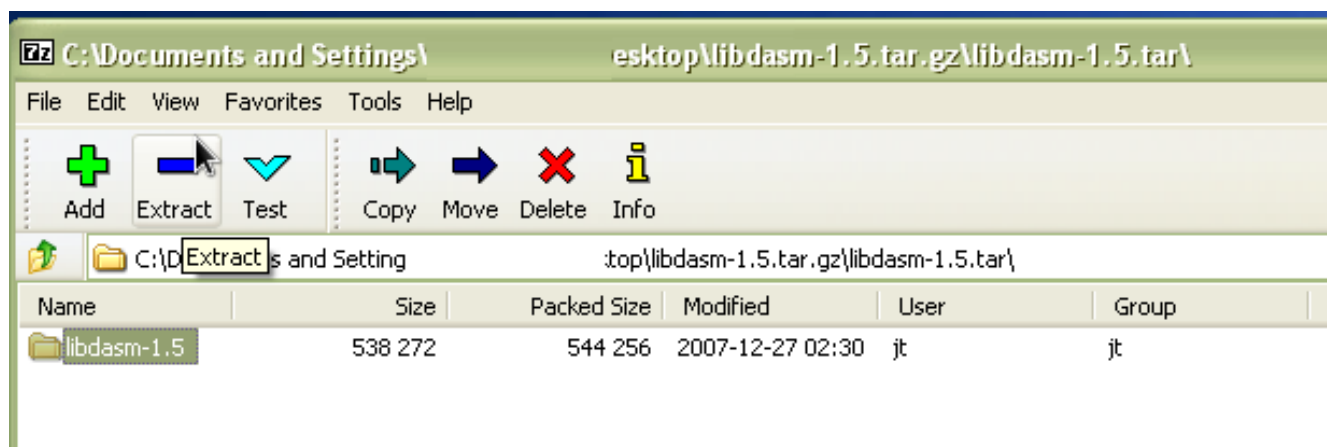 7z C:\Documents and Settings\ esktop\libdasm-1.5.tar.gz\libdasm-1.5.tar\
File Edit View Favorites Tools Help
Add Extract Test Copy Move Delete Info
C:\D Extract s and Setting top\libdasm-1.5.tar.gz\libdasm-1.5.tar\
Name Size Packed Size Modified User Group
libdasm-1.5 538 272 544 256 2007-12-27 02:30 jt jt